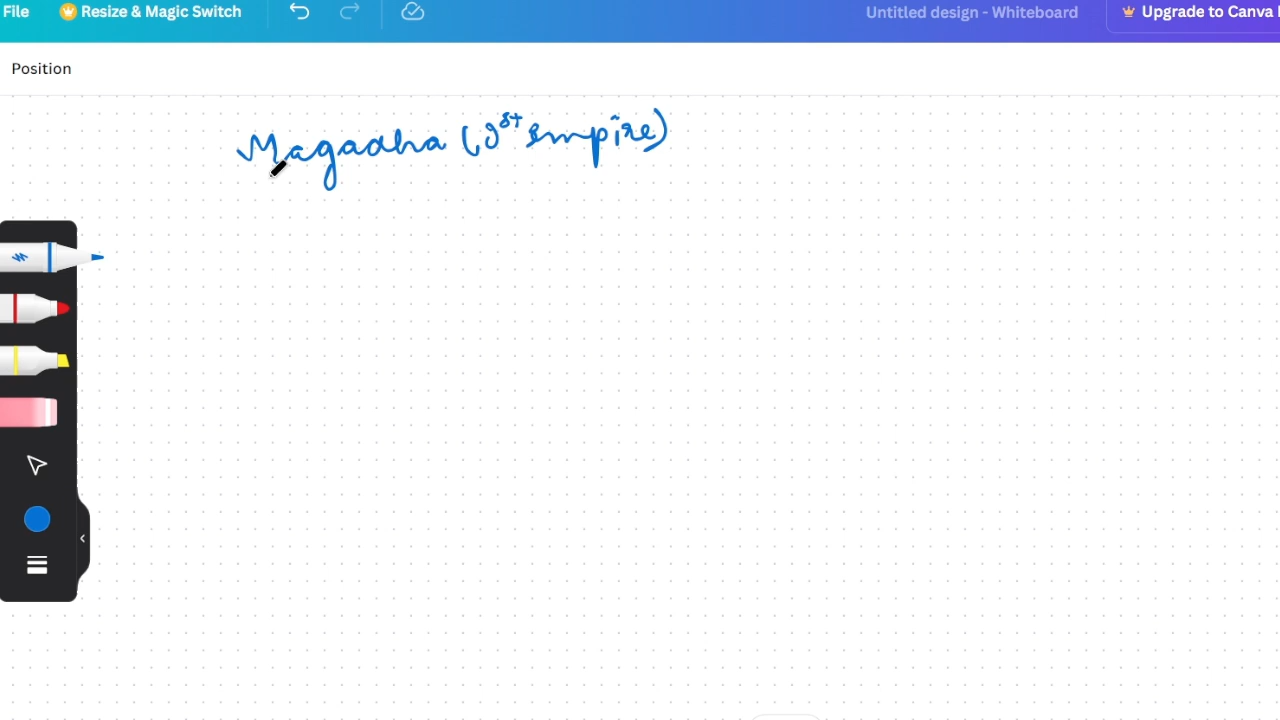 File Resize & Magic Switch Untitled design - Whiteboard Upgrade to Canva
Position
Magadha (1st empire)